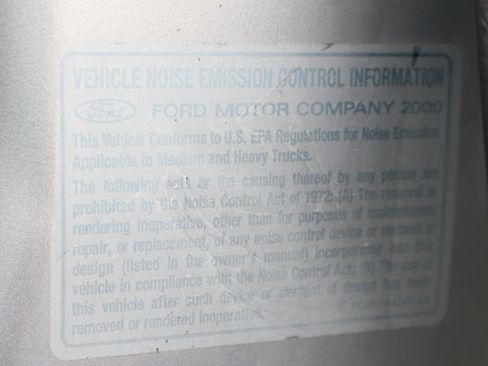 VEHICLE NOISE EMISSION CONTROL INFORMATION
Ford FORD MOTOR COMPANY 2000
This Vehicle Conforms to U.S. EPA Regulations for Noise Emission
Applicable to Medium and Heavy Trucks.
The following acts or the causing thereof by any person are
prohibited by the Noise Control Act of 1972: (A) The removal or
rendering inoperative, other than for purposes of maintenance,
repair, or replacement, of any noise control device or element of
design (listed in the owner's manual) incorporated into this
vehicle in compliance with the Noise Control Act; (B) The use of
this vehicle after such device or element of design has been
removed or rendered inoperative.